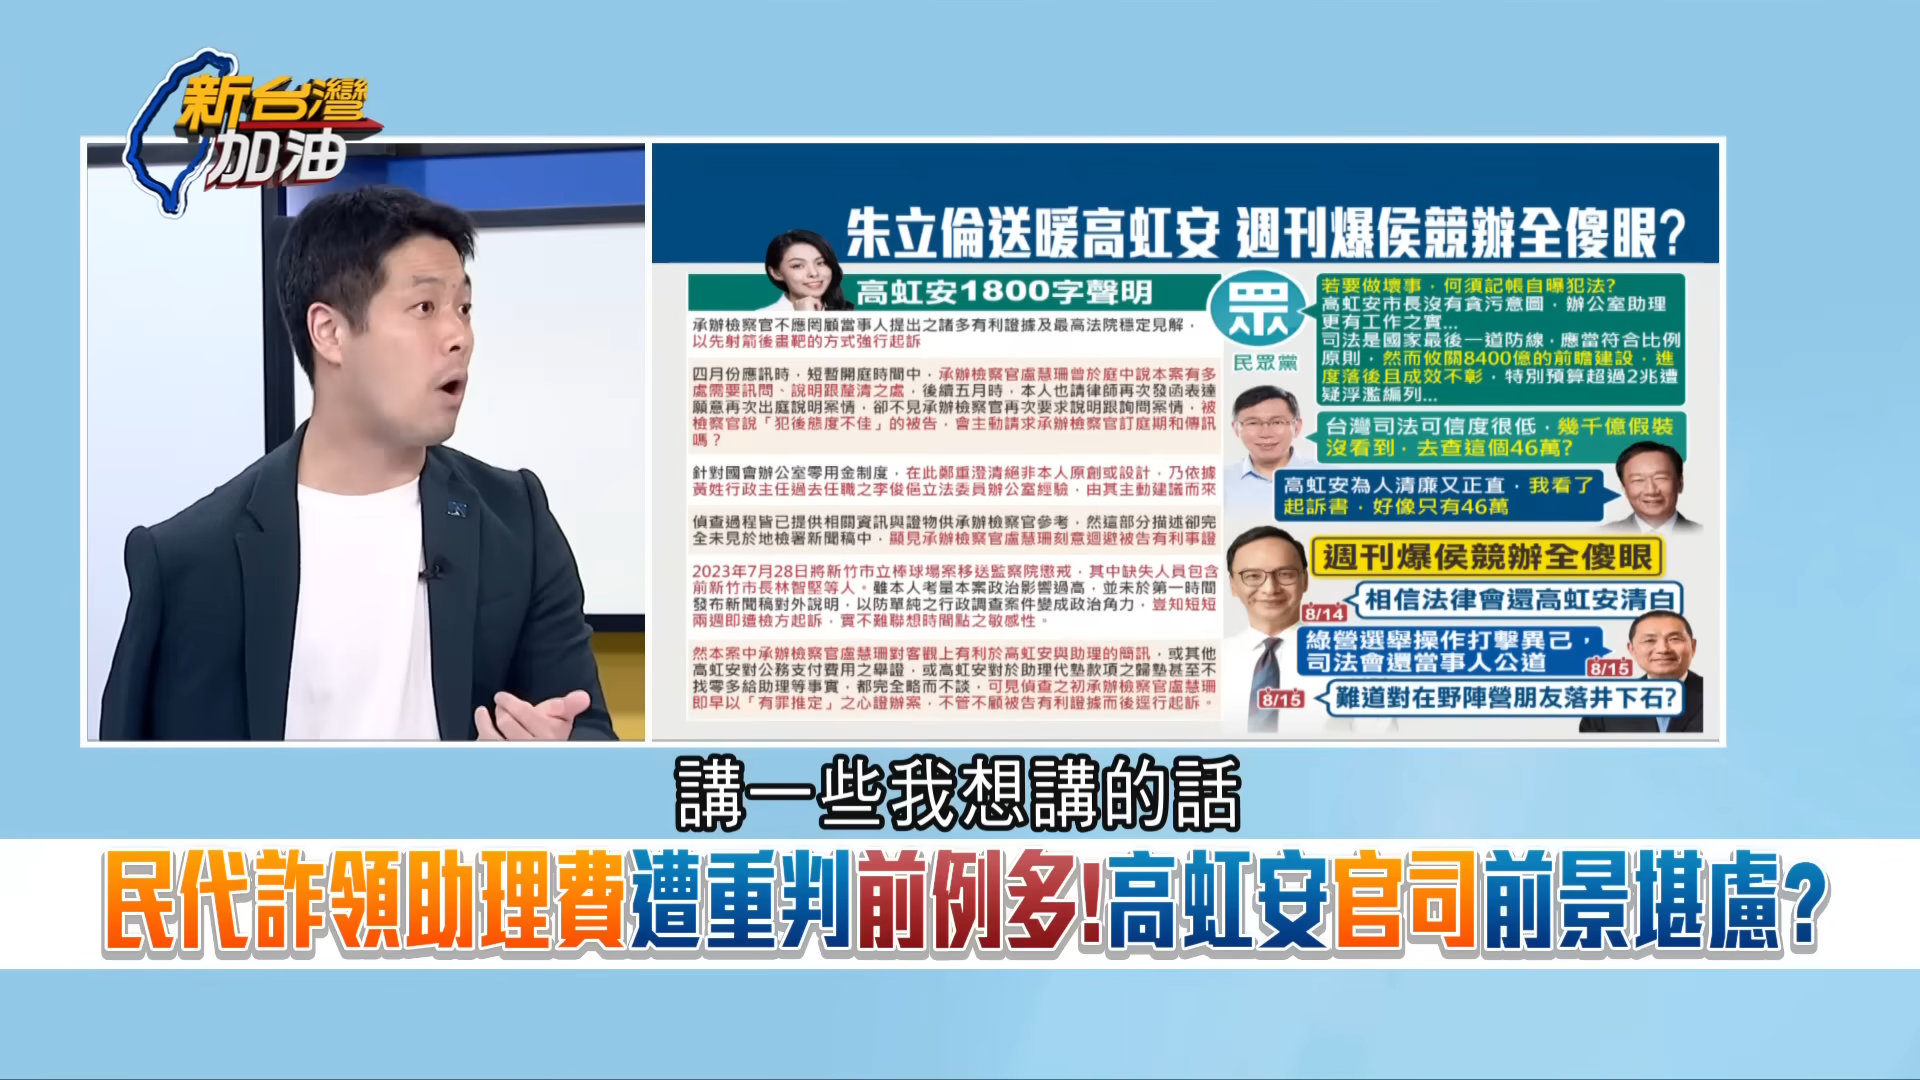 新台灣
加油
朱立倫送暖高虹安 週刊爆侯競辦全傻眼?
高虹安1800字聲明
承辦檢察官不應罔顧當事人提出之諸多有利證據及最高法院穩定見解，
以先射箭後畫靶的方式強行起訴
四月份應訊時，短暫開庭時間中，承辦檢察官盧慧珊曾於庭中說本案有多
處需要訊問、說明跟釐清之處，後續五月時，本人也請律師再次發函表達
願意再次出庭說明案情，卻不見承辦檢察官再次要求說明跟詢問案情，被
檢察官說「犯後態度不佳」的被告，會主動請求承辦檢察官訂庭期和傳訊
嗎？
針對國會辦公室零用金制度，在此鄭重澄清絕非本人原創或設計，乃依據
黃姓行政主任過去任職之李俊俋立法委員辦公室經驗，由其主動建議而來
偵查過程皆已提供相關資訊與證物供承辦檢察官參考，然這部分描述卻完
全未見於地檢署新聞稿中，顯見承辦檢察官盧慧珊刻意迴避被告有利事證
2023年7月28日將新竹市立棒球場案移送監察院懲戒，其中缺失人員包含
前新竹市長林智堅等人。雖本人考量本案政治影響過高，並未於第一時間
發布新聞稿對外說明，以防單純之行政調查案件變成政治角力，豈知短短
兩週即遭檢方起訴，實不難聯想時間點之敏感性。
然本案中承辦檢察官盧慧珊對客觀上有利於高虹安與助理的簡訊，或其他
高虹安對公務支付費用之舉證，或高虹安對於助理代墊款項之歸墊甚至不
找零多給助理等事實，都完全略而不談，可見偵查之初承辦檢察官盧慧珊
即早以「有罪推定」之心證辦案，不管不顧被告有利證據而後逕行起訴。
眾
民眾黨
若要做壞事，何須記帳自曝犯法?
高虹安市長沒有貪污意圖，辦公室助理
更有工作之實...
司法是國家最後一道防線，應當符合比例
原則，然而攸關8400億的前瞻建設，進
度落後且成效不彰，特別預算超過2兆遭
疑浮濫編列...
台灣司法可信度很低，幾千億假裝
沒看到，去查這個46萬?
高虹安為人清廉又正直，我看了
起訴書，好像只有46萬
週刊爆侯競辦全傻眼
8/14
相信法律會還高虹安清白
綠營選舉操作打擊異己，
司法會還當事人公道
8/15
8/15
難道對在野陣營朋友落井下石?
講一些我想講的話
民代詐領助理費遭重判前例多!高虹安官司前景堪慮?